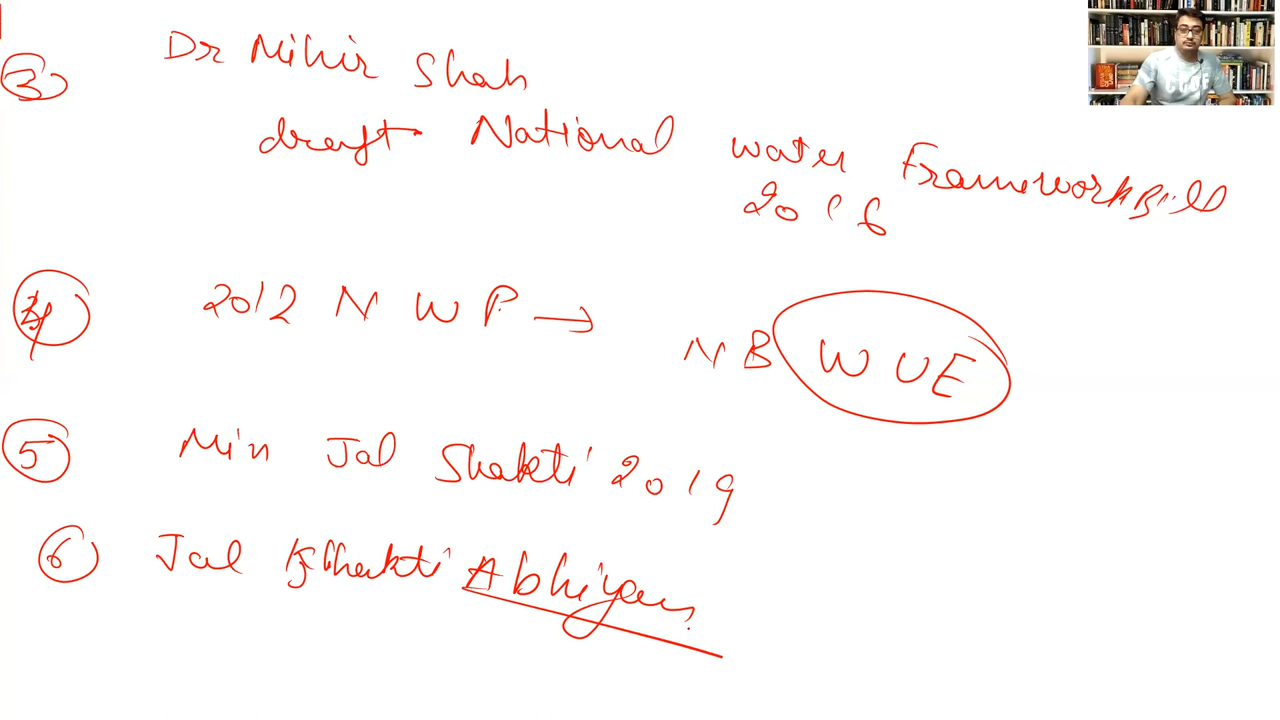 3 Dr Mihir Shah
draft National water Framework Bill
2016
4 2012 NWP → NB WUE
5 Min Jal Shakti 2019
6 Jal Shakti Abhiyan